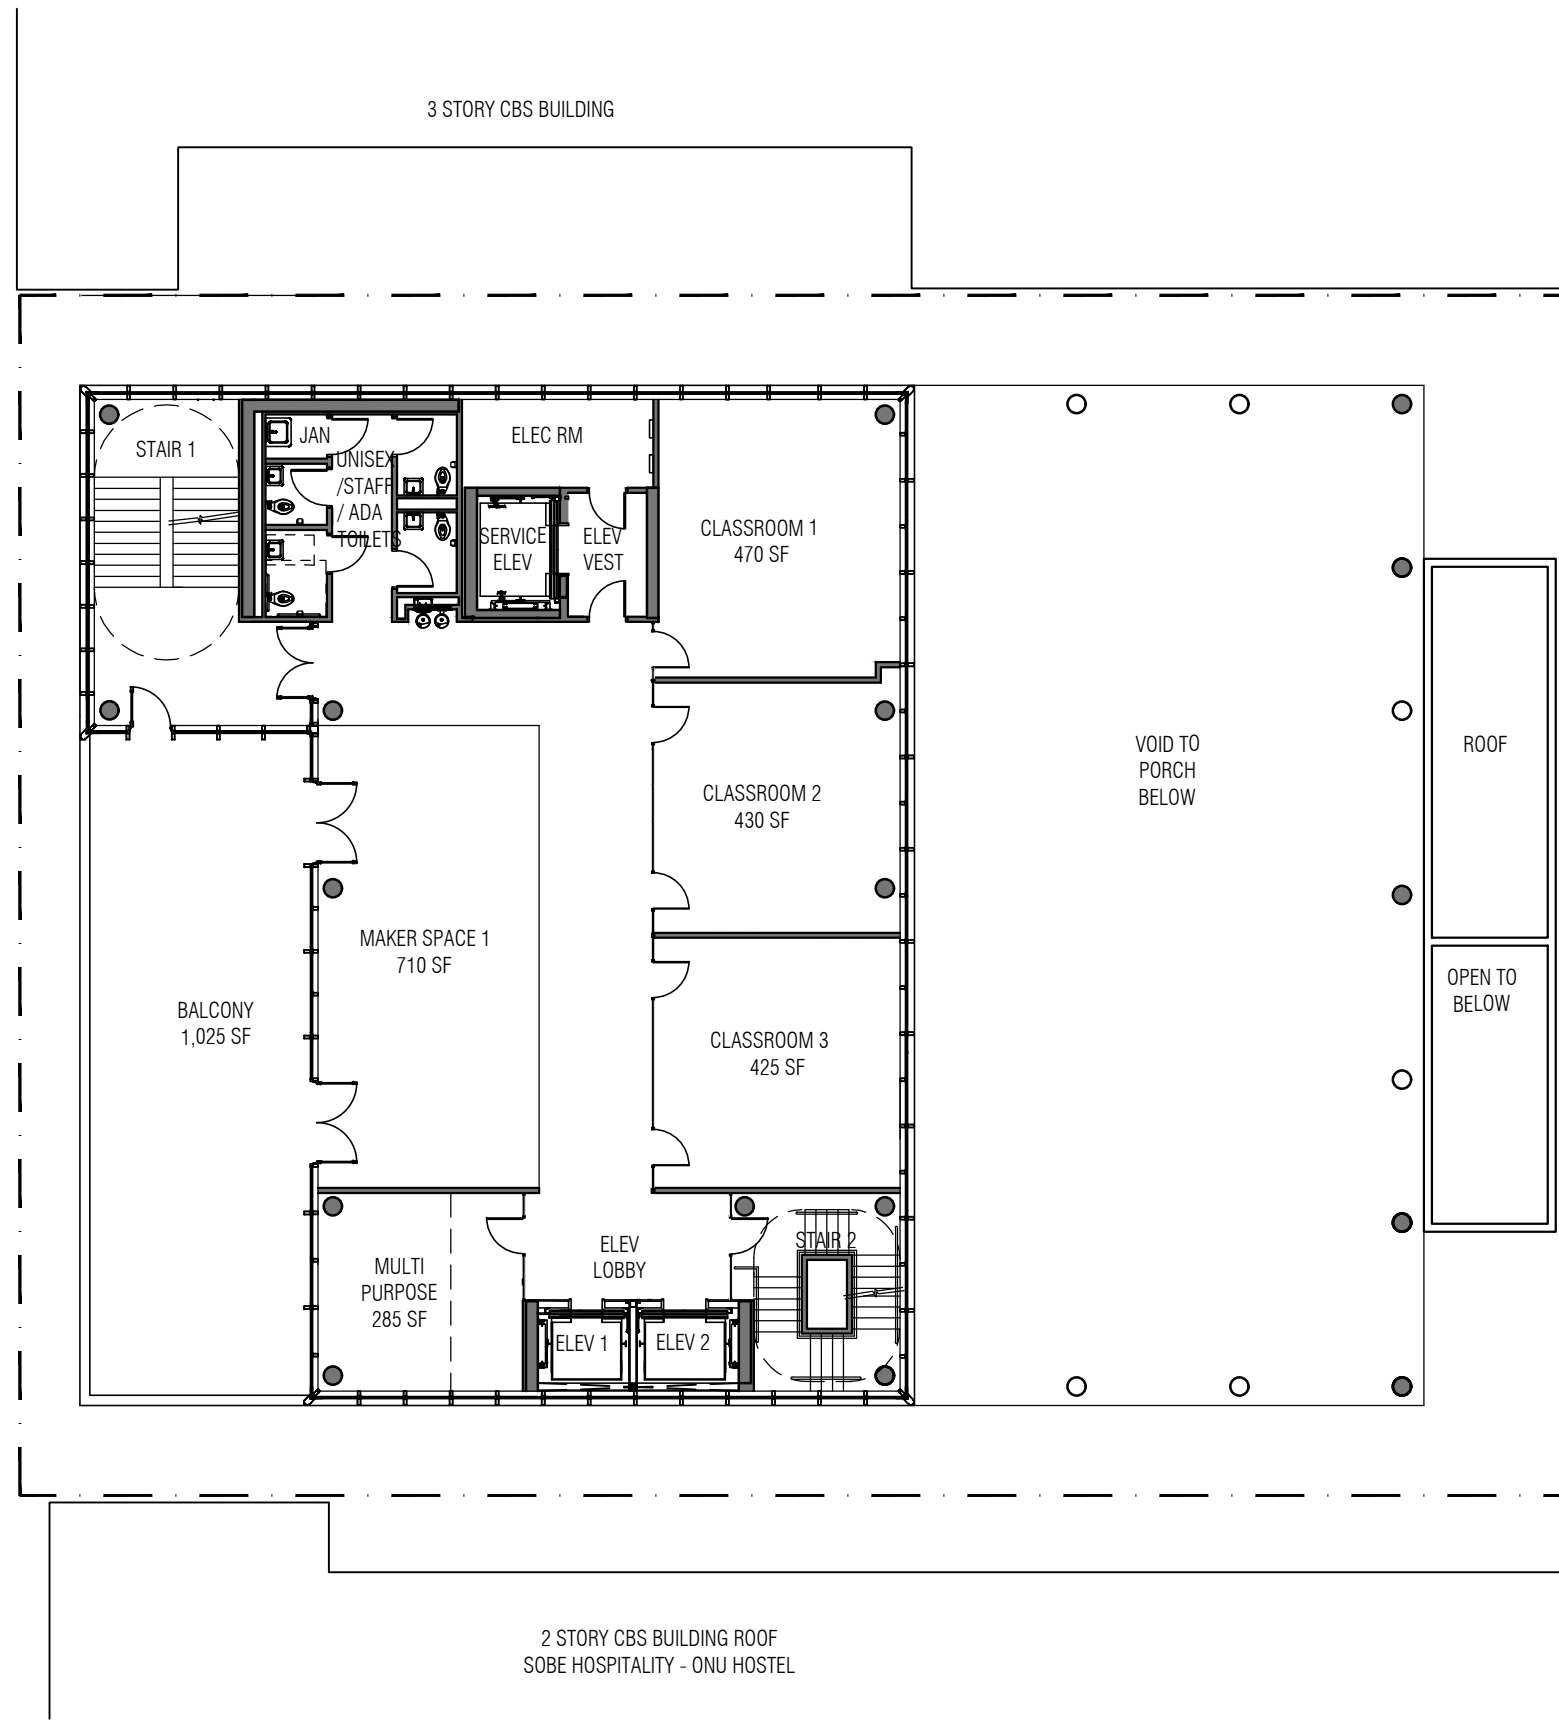 3 STORY CBS BUILDING
STAIR 1
JAN
UNISEX
/STAFF
/ ADA
TOILETS
ELEC RM
SERVICE
ELEV
ELEV
VEST
CLASSROOM 1
470 SF
CLASSROOM 2
430 SF
VOID TO
PORCH
BELOW
ROOF
MAKER SPACE 1
710 SF
BALCONY
1,025 SF
CLASSROOM 3
425 SF
OPEN TO
BELOW
MULTI
PURPOSE
285 SF
ELEV
LOBBY
STAIR 2
ELEV 1
ELEV 2
2 STORY CBS BUILDING ROOF
SOBE HOSPITALITY - ONU HOSTEL